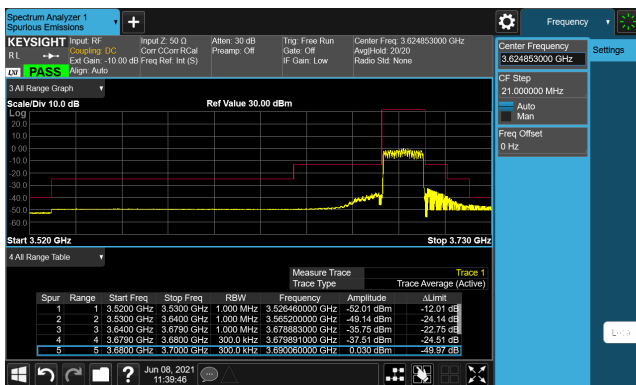 Spectrum Analyzer 1
Spurious Emissions
Frequency
KEYSIGHT
R L
LXI
PASS
Input: RF
Coupling: DC
Ext Gain: -10.00 dB
Align: Auto
Input Z: 50 Ω
Corr CCorr RCal
Freq Ref: Int (S)
Atten: 30 dB
Preamp: Off
Trig: Free Run
Gate: Off
IF Gain: Low
Center Freq: 3.624853000 GHz
Avg|Hold: 20/20
Radio Std: None
Center Frequency
3.624853000 GHz
Settings
CF Step
21.000000 MHz
Auto
Man
Freq Offset
0 Hz
3 All Range Graph
Scale/Div 10.0 dB
Ref Value 30.00 dBm
Log
20.0
10.0
0.00
-10.0
-20.0
-30.0
-40.0
-50.0
-60.0
Start 3.520 GHz
Stop 3.730 GHz
4 All Range Table
Measure Trace Trace 1
Trace Type Trace Average (Active)
Spur Range Start Freq Stop Freq RBW Frequency Amplitude ΔLimit
1 1 3.5200 GHz 3.5300 GHz 1.000 MHz 3.526460000 GHz -52.01 dBm -12.01 dB
2 2 3.5300 GHz 3.6400 GHz 1.000 MHz 3.565200000 GHz -49.14 dBm -24.14 dB
3 3 3.6400 GHz 3.6790 GHz 1.000 MHz 3.678883000 GHz -35.75 dBm -22.75 dB
4 4 3.6790 GHz 3.6800 GHz 300.0 kHz 3.679891000 GHz -37.51 dBm -24.51 dB
5 5 3.6800 GHz 3.7000 GHz 300.0 kHz 3.690060000 GHz 0.030 dBm -49.97 dB
?
Jun 08, 2021
11:39:46